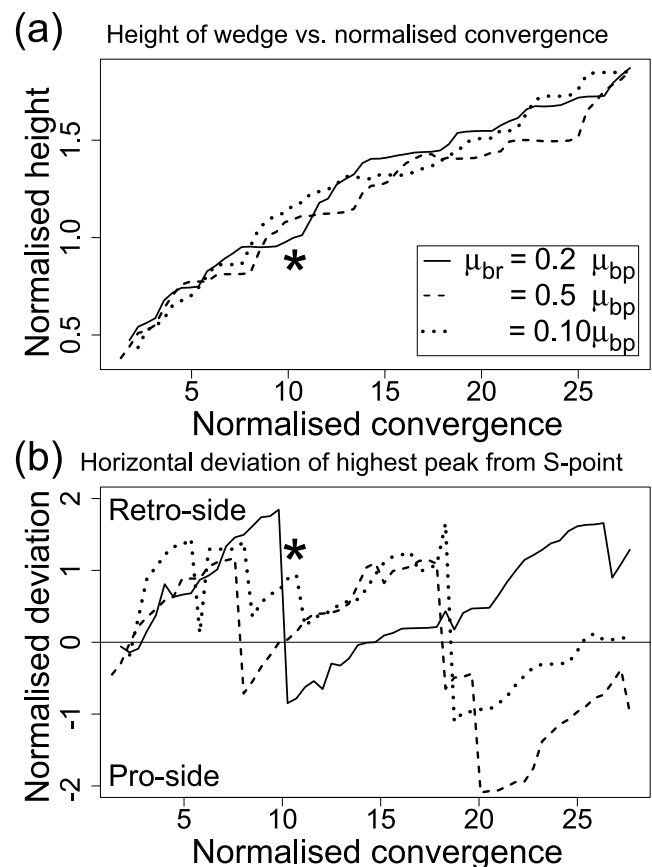 (a) Height of wedge vs. normalised convergence
Normalised height
1.5
1.0
0.5
*
μbr = 0.2 μbp
= 0.5 μbp
= 0.10μbp
5 10 15 20 25
Normalised convergence
(b) Horizontal deviation of highest peak from S-point
Normalised deviation
2
1
0
-1
-2
Retro-side
*
Pro-side
5 10 15 20 25
Normalised convergence